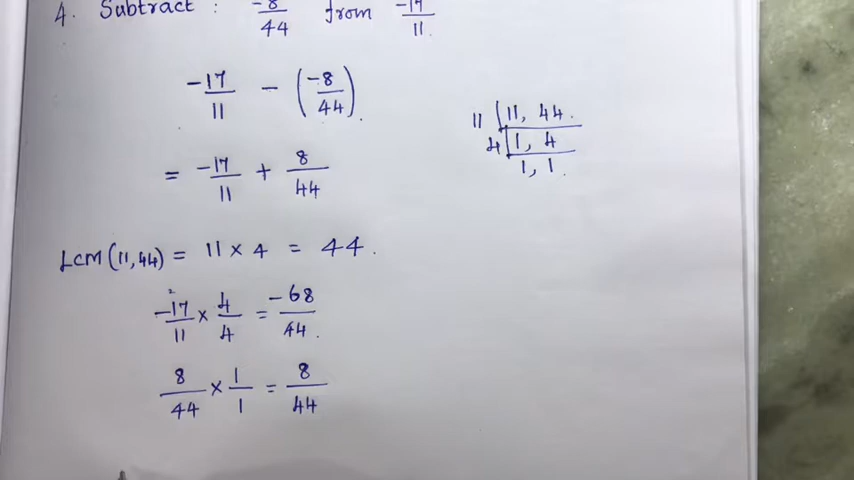 4. Subtract : -8/44 from -17/11.
-17/11 - (-8/44).
= -17/11 + 8/44
11 | 11, 44.
4 | 1, 4
1, 1.
LCM (11,44) = 11 × 4 = 44.
-17/11 × 4/4 = -68/44.
8/44 × 1/1 = 8/44